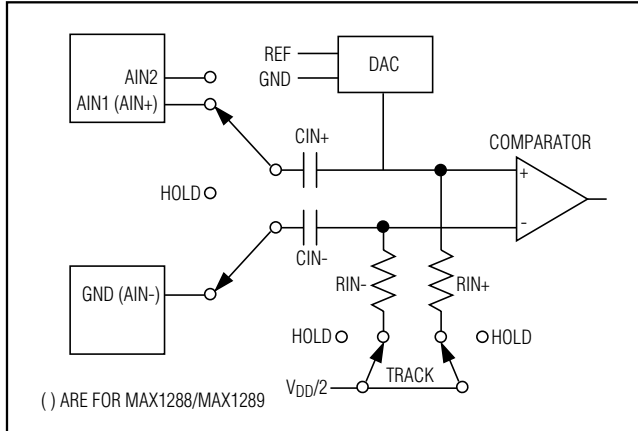 REF
GND
DAC
AIN2
AIN1 (AIN+)
CIN+
COMPARATOR
HOLD
+
-
CIN-
GND (AIN-)
RIN-
RIN+
HOLD
HOLD
VDD/2
TRACK
( ) ARE FOR MAX1288/MAX1289